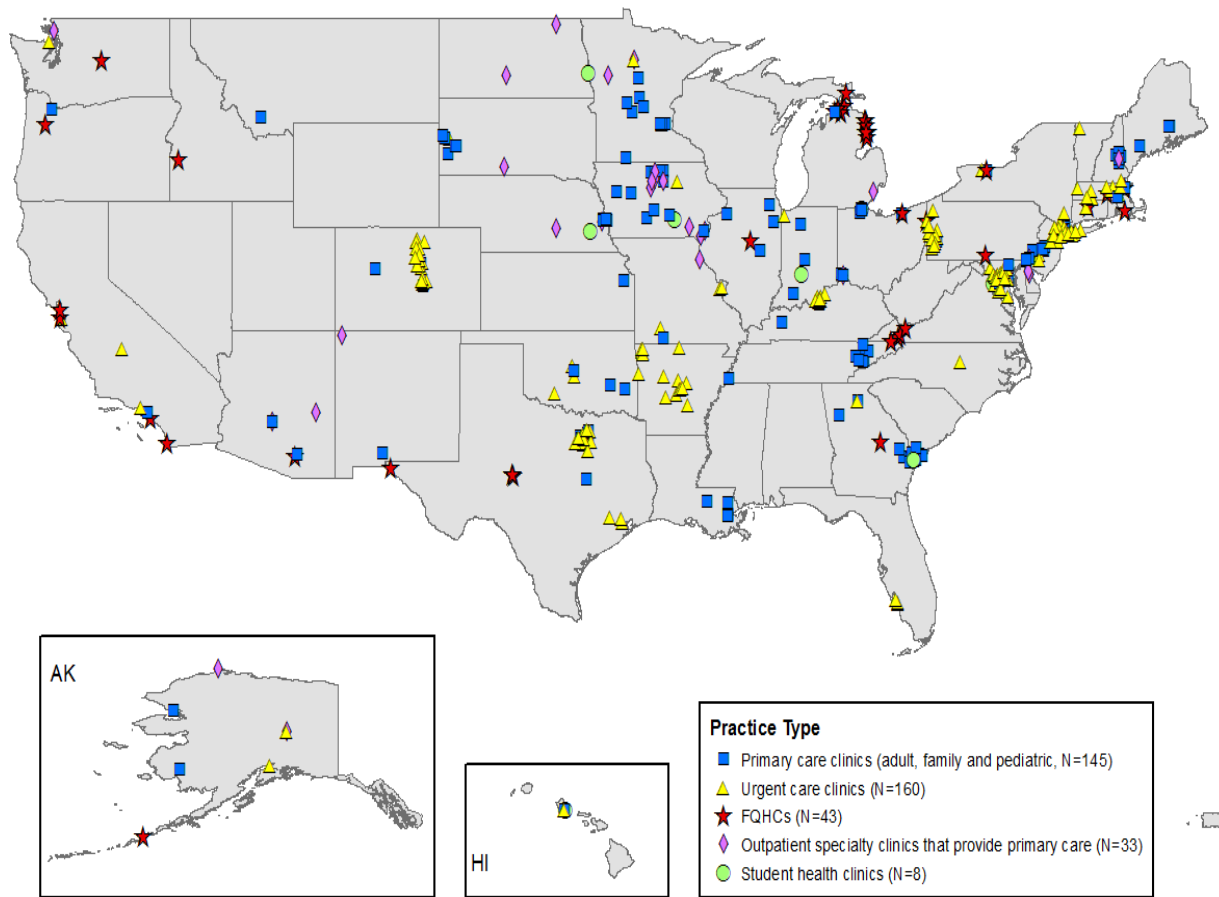 AK
HI
Practice Type
Primary care clinics (adult, family and pediatric, N=145)
Urgent care clinics (N=160)
FQHCs (N=43)
Outpatient specialty clinics that provide primary care (N=33)
Student health clinics (N=8)